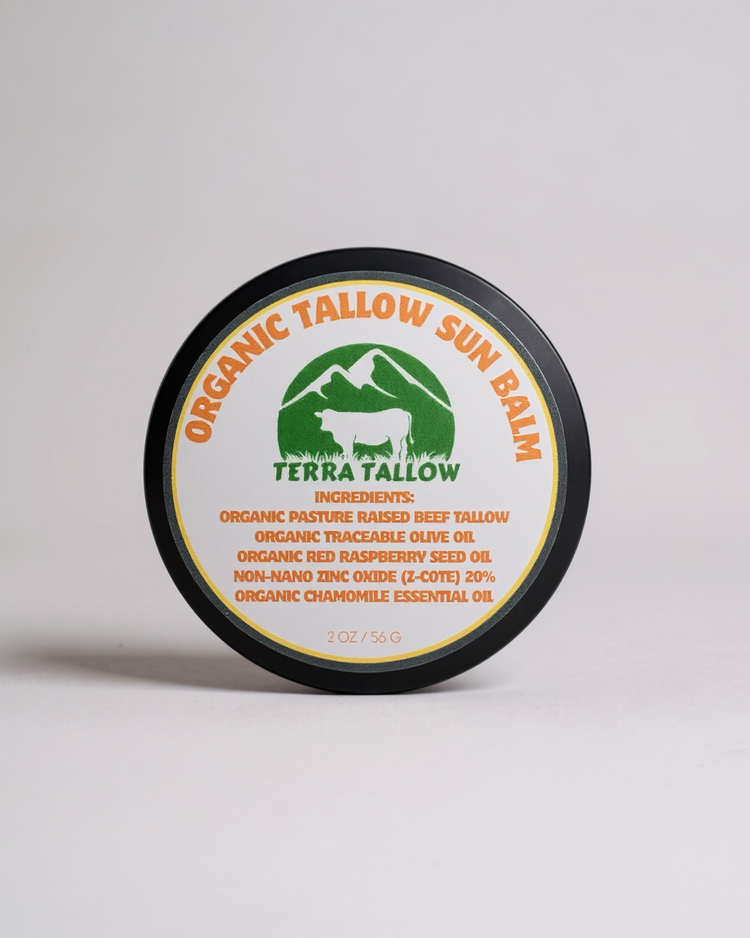 ORGANIC TALLOW SUN BALM
TERRA TALLOW
INGREDIENTS:
ORGANIC PASTURE RAISED BEEF TALLOW
ORGANIC TRACEABLE OLIVE OIL
ORGANIC RED RASPBERRY SEED OIL
NON-NANO ZINC OXIDE (Z-COTE) 20%
ORGANIC CHAMOMILE ESSENTIAL OIL
2 OZ / 56 G